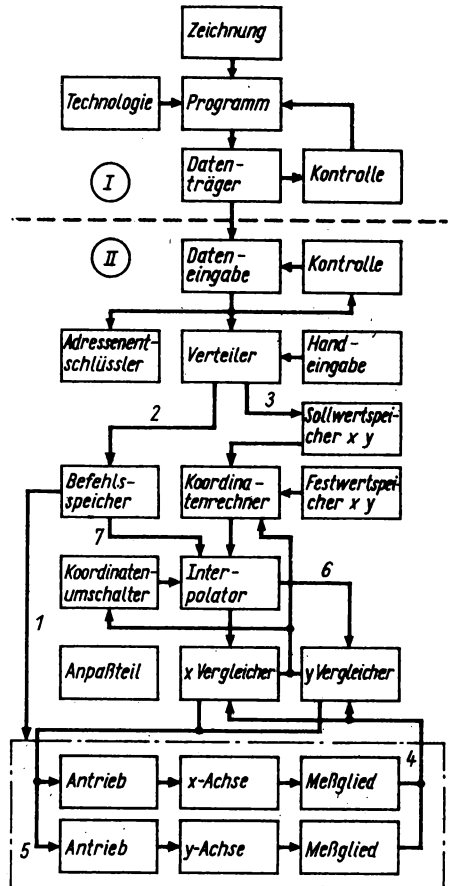 Zeichnung
Technologie
Programm
I
Daten-
träger
Kontrolle
II
Daten-
eingabe
Kontrolle
Adressenent-
schlüssler
Verteiler
Hand-
eingabe
2
3
Sollwertspei-
cher x y
Befehls-
speicher
Koordina-
tenrechner
Festwertspei-
cher x y
7
Koordinaten-
umschalter
Inter-
polator
6
1
Anpaßteil
x Vergleicher
y Vergleicher
4
Antrieb
x-Achse
Meßglied
5
Antrieb
y-Achse
Meßglied